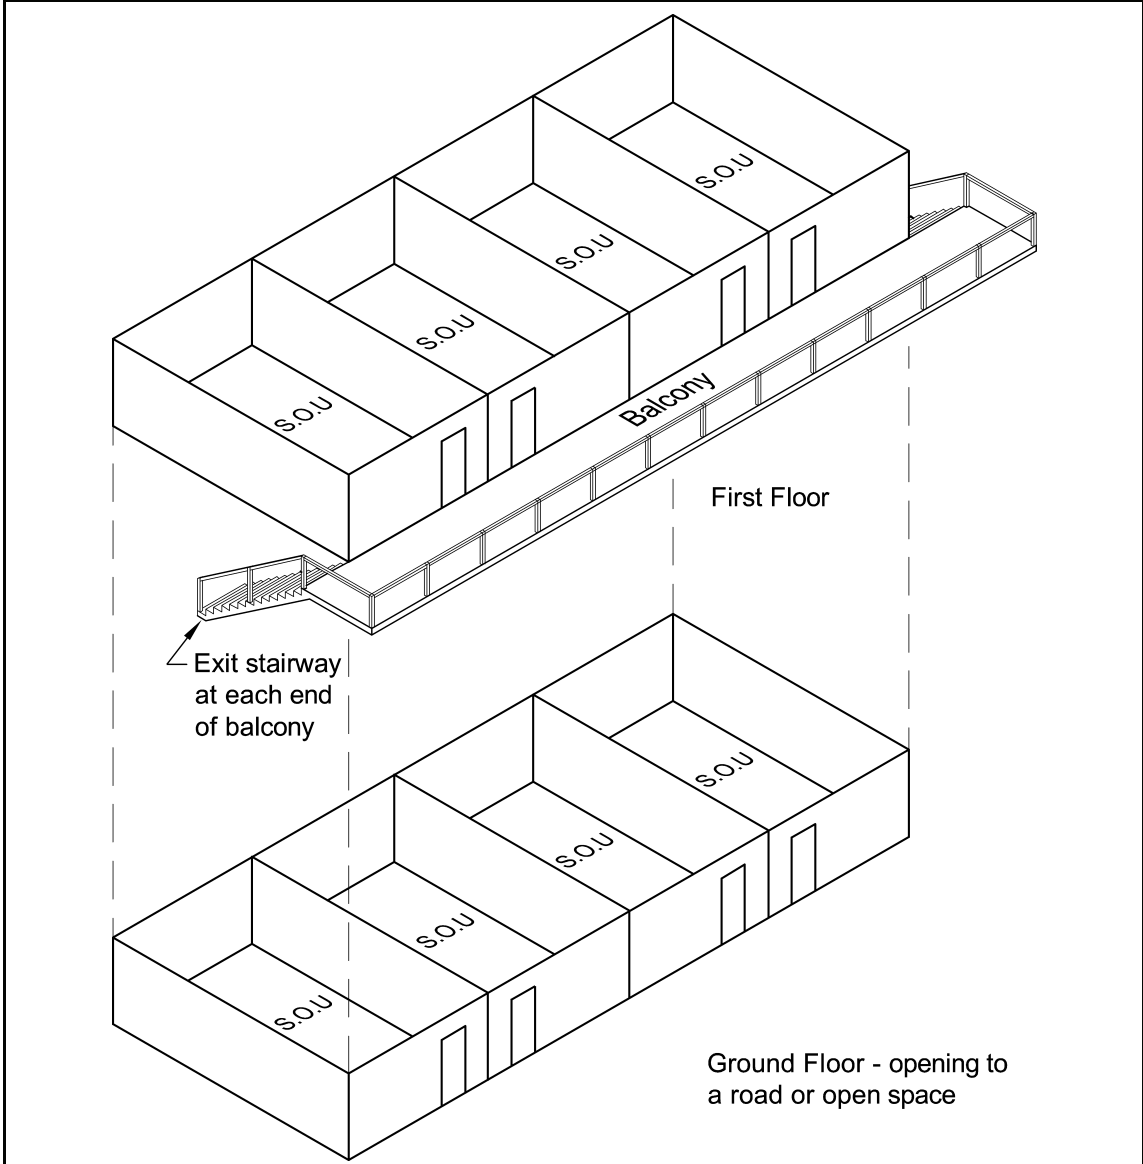 S.O.U
S.O.U
S.O.U
S.O.U
Balcony
First Floor
Exit stairway
at each end
of balcony
S.O.U
S.O.U
S.O.U
S.O.U
Ground Floor - opening to
a road or open space